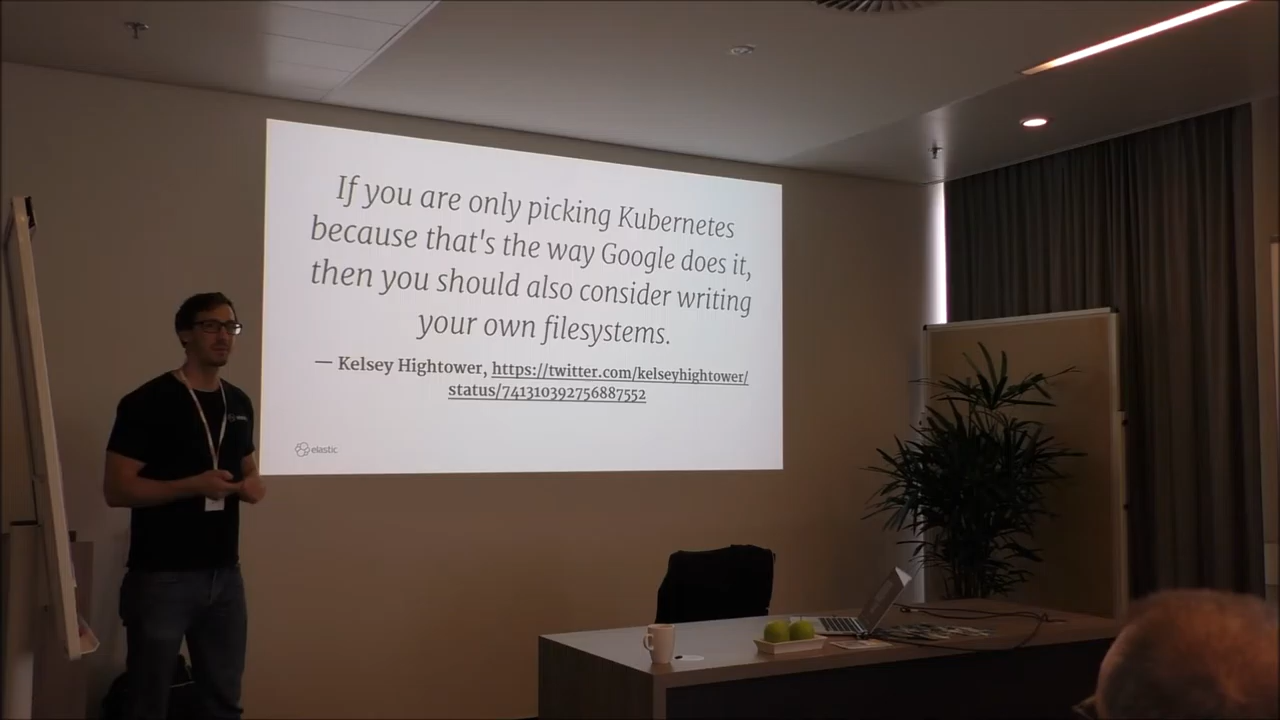 If you are only picking Kubernetes
because that's the way Google does it,
then you should also consider writing
your own filesystems.
— Kelsey Hightower, https://twitter.com/kelseyhightower/
status/741310392756887552
elastic